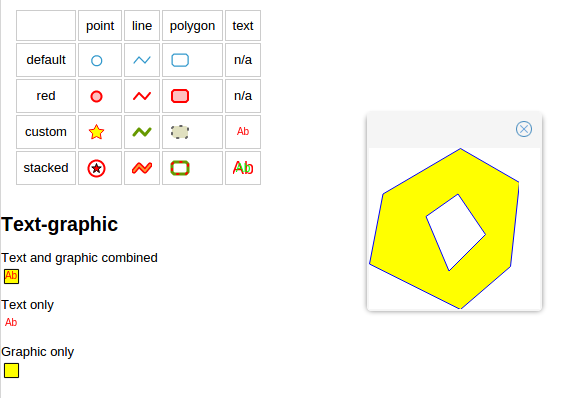 point line polygon text
default n/a
red n/a
custom Ab
stacked Ab
Text-graphic
Text and graphic combined
Ab
Text only
Ab
Graphic only